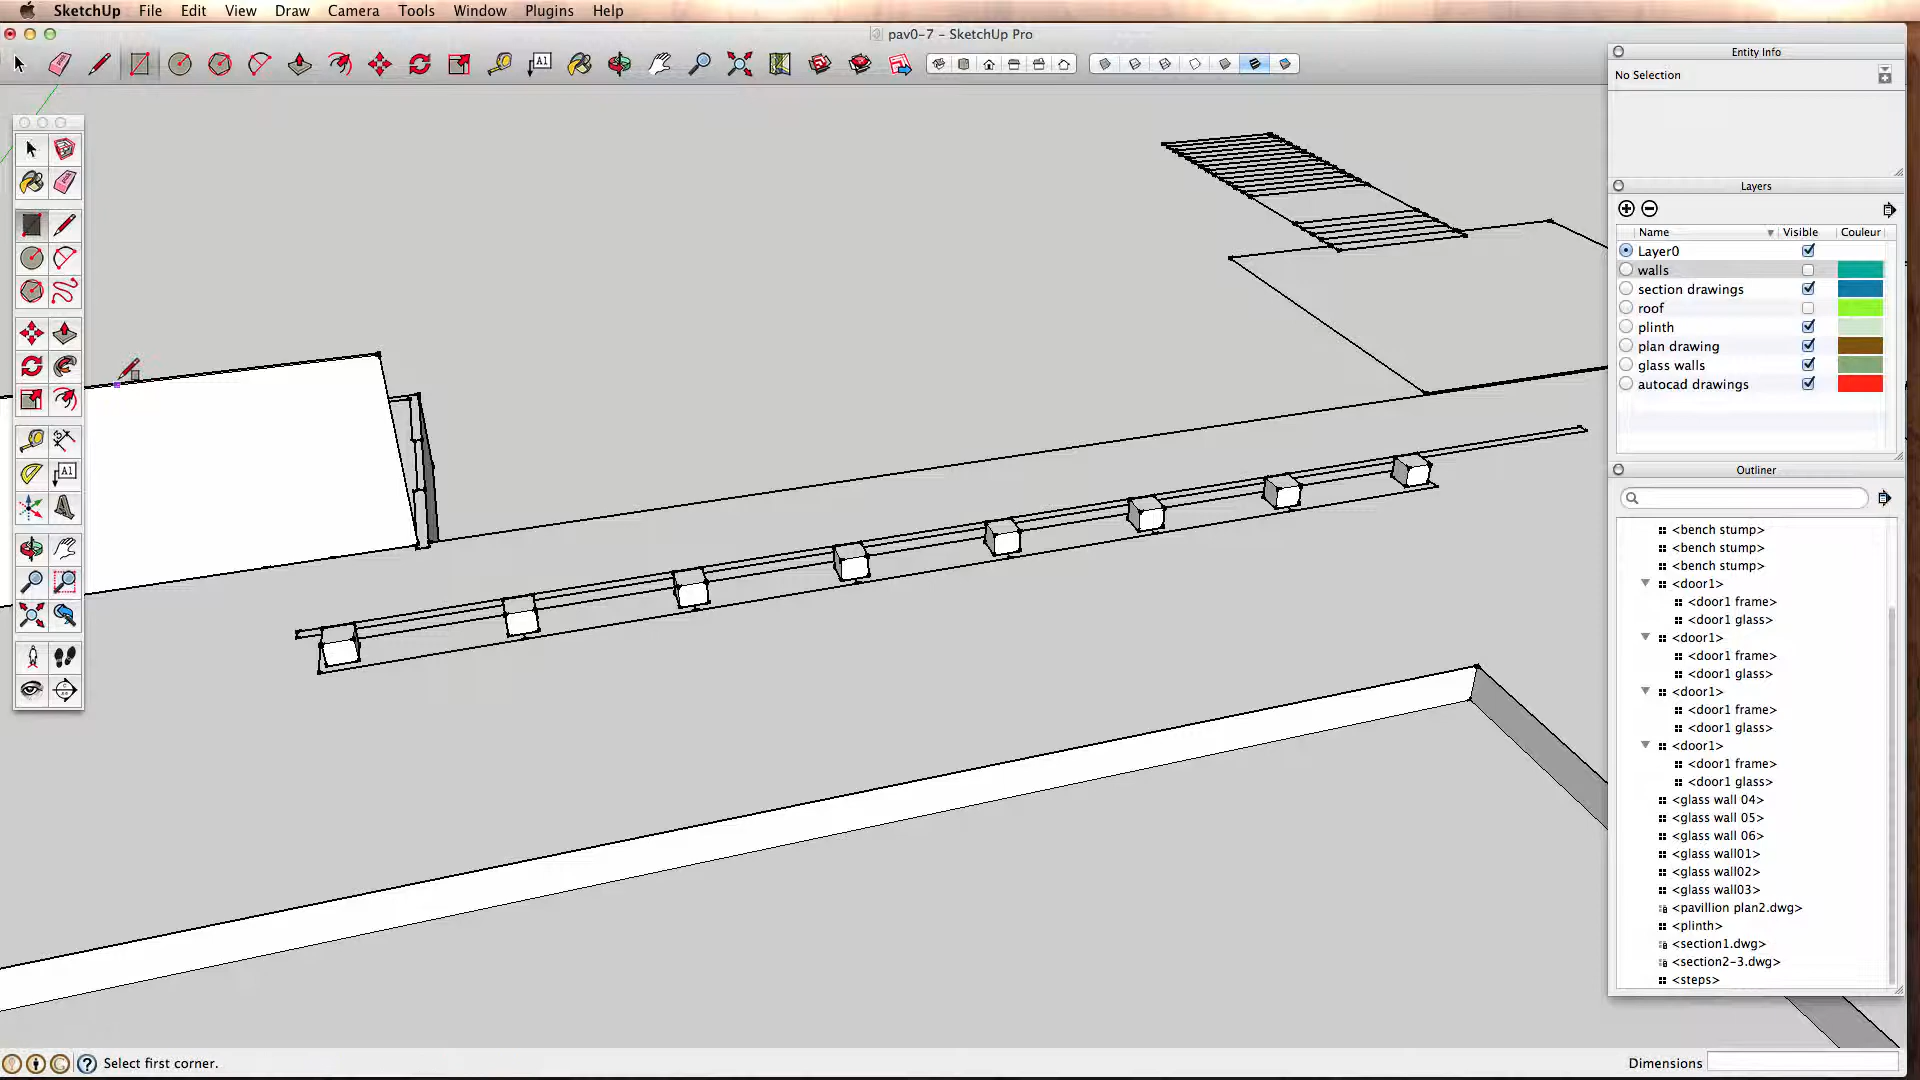 SketchUp File Edit View Draw Camera Tools Window Plugins Help
pav0-7 - SketchUp Pro
A1
Entity Info
No Selection
Layers
Name Visible Couleur
Layer0
walls
section drawings
roof
plinth
plan drawing
glass walls
autocad drawings
A1
Outliner
<bench stump>
<bench stump>
<bench stump>
<door1>
<door1 frame>
<door1 glass>
<door1>
<door1 frame>
<door1 glass>
<door1>
<door1 frame>
<door1 glass>
<door1>
<door1 frame>
<door1 glass>
<glass wall 04>
<glass wall 05>
<glass wall 06>
<glass wall01>
<glass wall02>
<glass wall03>
<pavillion plan2.dwg>
<plinth>
<section1.dwg>
<section2-3.dwg>
<steps>
Select first corner.
Dimensions